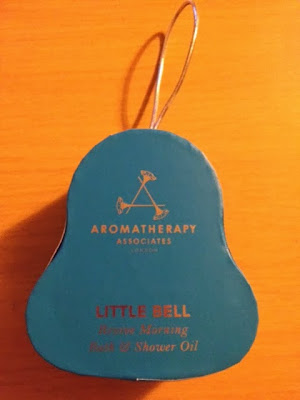 AROMATHERAPY
ASSOCIATES
LONDON
LITTLE BELL
Revive Morning
Bath & Shower Oil